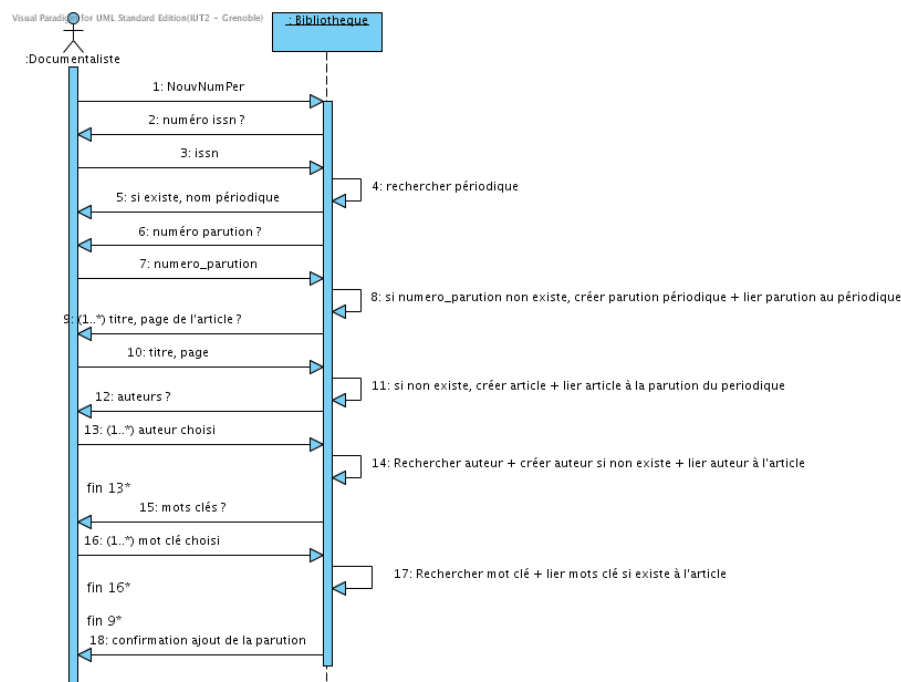 Visual Paradigm for UML Standard Edition(IUT2 - Grenoble)
: Bibliotheque
:Documentaliste
1: NouvNumPer
2: numéro issn ?
3: issn
4: rechercher périodique
5: si existe, nom périodique
6: numéro parution ?
7: numero_parution
8: si numero_parution non existe, créer parution périodique + lier parution au périodique
9: (1..*) titre, page de l'article ?
10: titre, page
11: si non existe, créer article + lier article à la parution du periodique
12: auteurs ?
13: (1..*) auteur choisi
14: Rechercher auteur + créer auteur si non existe + lier auteur à l'article
fin 13*
15: mots clés ?
16: (1..*) mot clé choisi
17: Rechercher mot clé + lier mots clé si existe à l'article
fin 16*
fin 9*
18: confirmation ajout de la parution